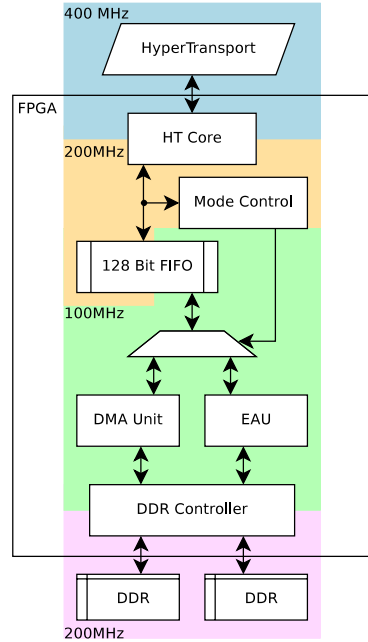 400 MHz
HyperTransport
FPGA
HT Core
200MHz
Mode Control
128 Bit FIFO
100MHz
DMA Unit
EAU
DDR Controller
DDR
DDR
200MHz